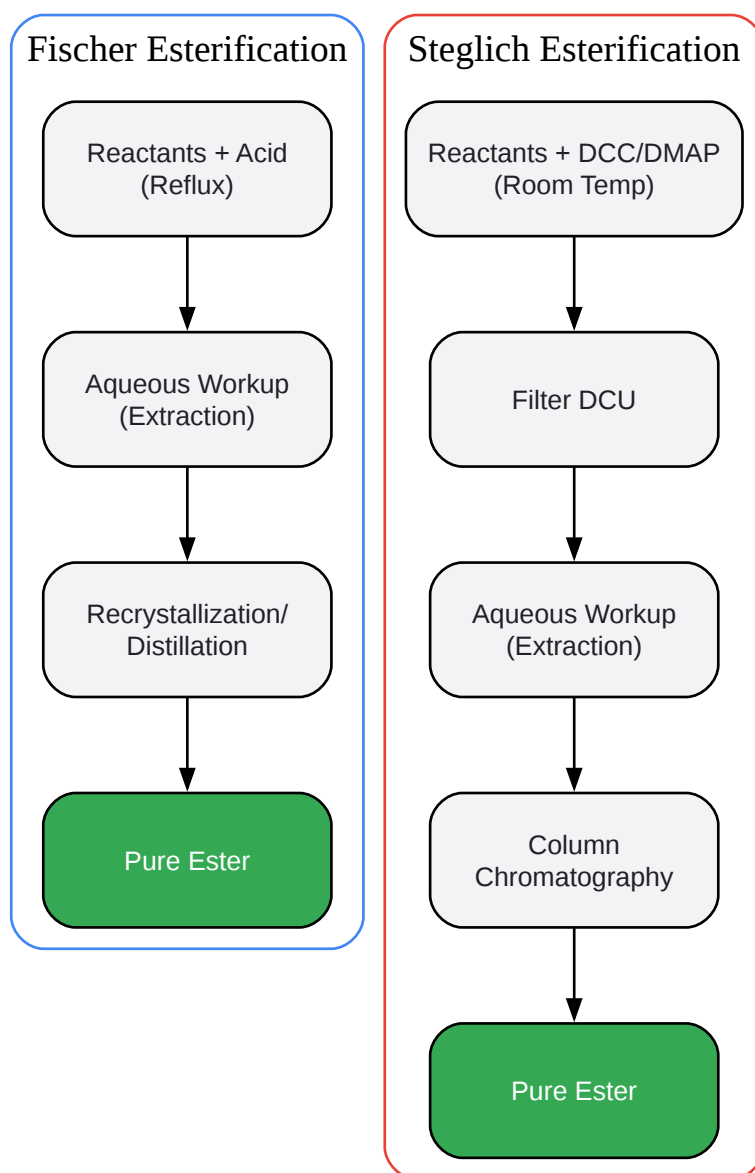 Fischer Esterification
Reactants + Acid
(Reflux)
Aqueous Workup
(Extraction)
Recrystallization/
Distillation
Pure Ester
Steglich Esterification
Reactants + DCC/DMAP
(Room Temp)
Filter DCU
Aqueous Workup
(Extraction)
Column
Chromatography
Pure Ester